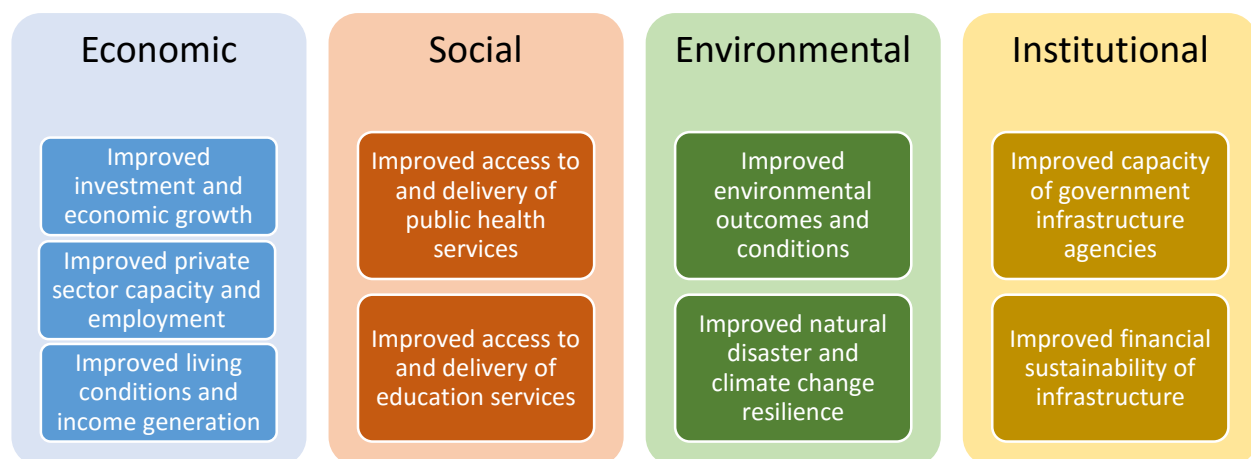 Economic
Improved
investment and
economic growth
Improved private
sector capacity and
employment
Improved living
conditions and
income generation
Social
Improved access to
and delivery of
public health
services
Improved access to
and delivery of
education services
Environmental
Improved
environmental
outcomes and
conditions
Improved natural
disaster and
climate change
resilience
Institutional
Improved capacity
of government
infrastructure
agencies
Improved financial
sustainability of
infrastructure